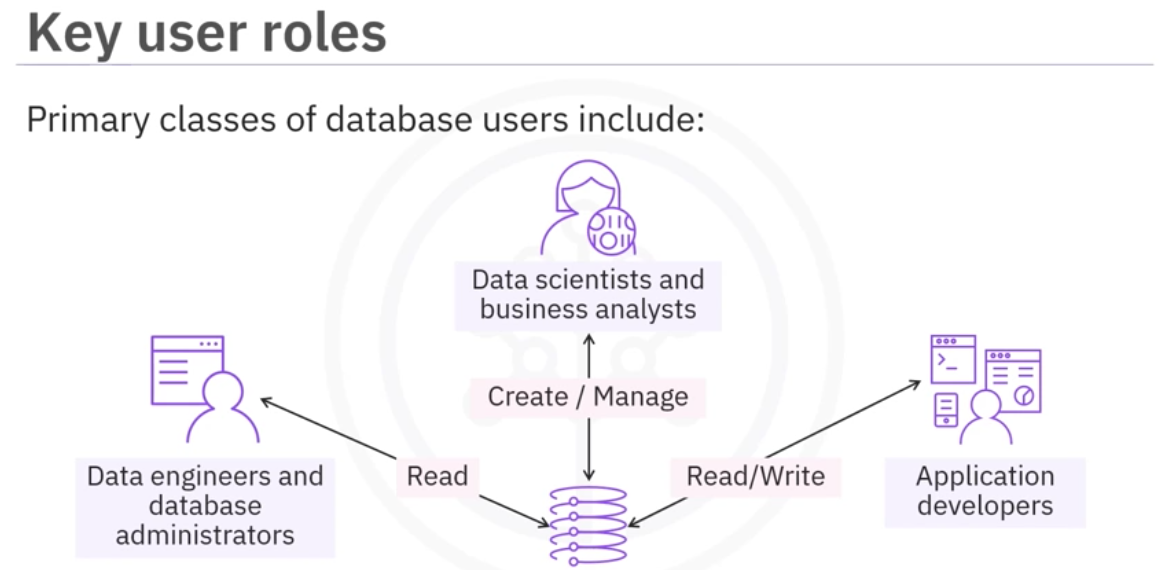 Key user roles
Primary classes of database users include:
Data scientists and
business analysts
Create / Manage
Data engineers and
database
administrators
Read
Read/Write
Application
developers